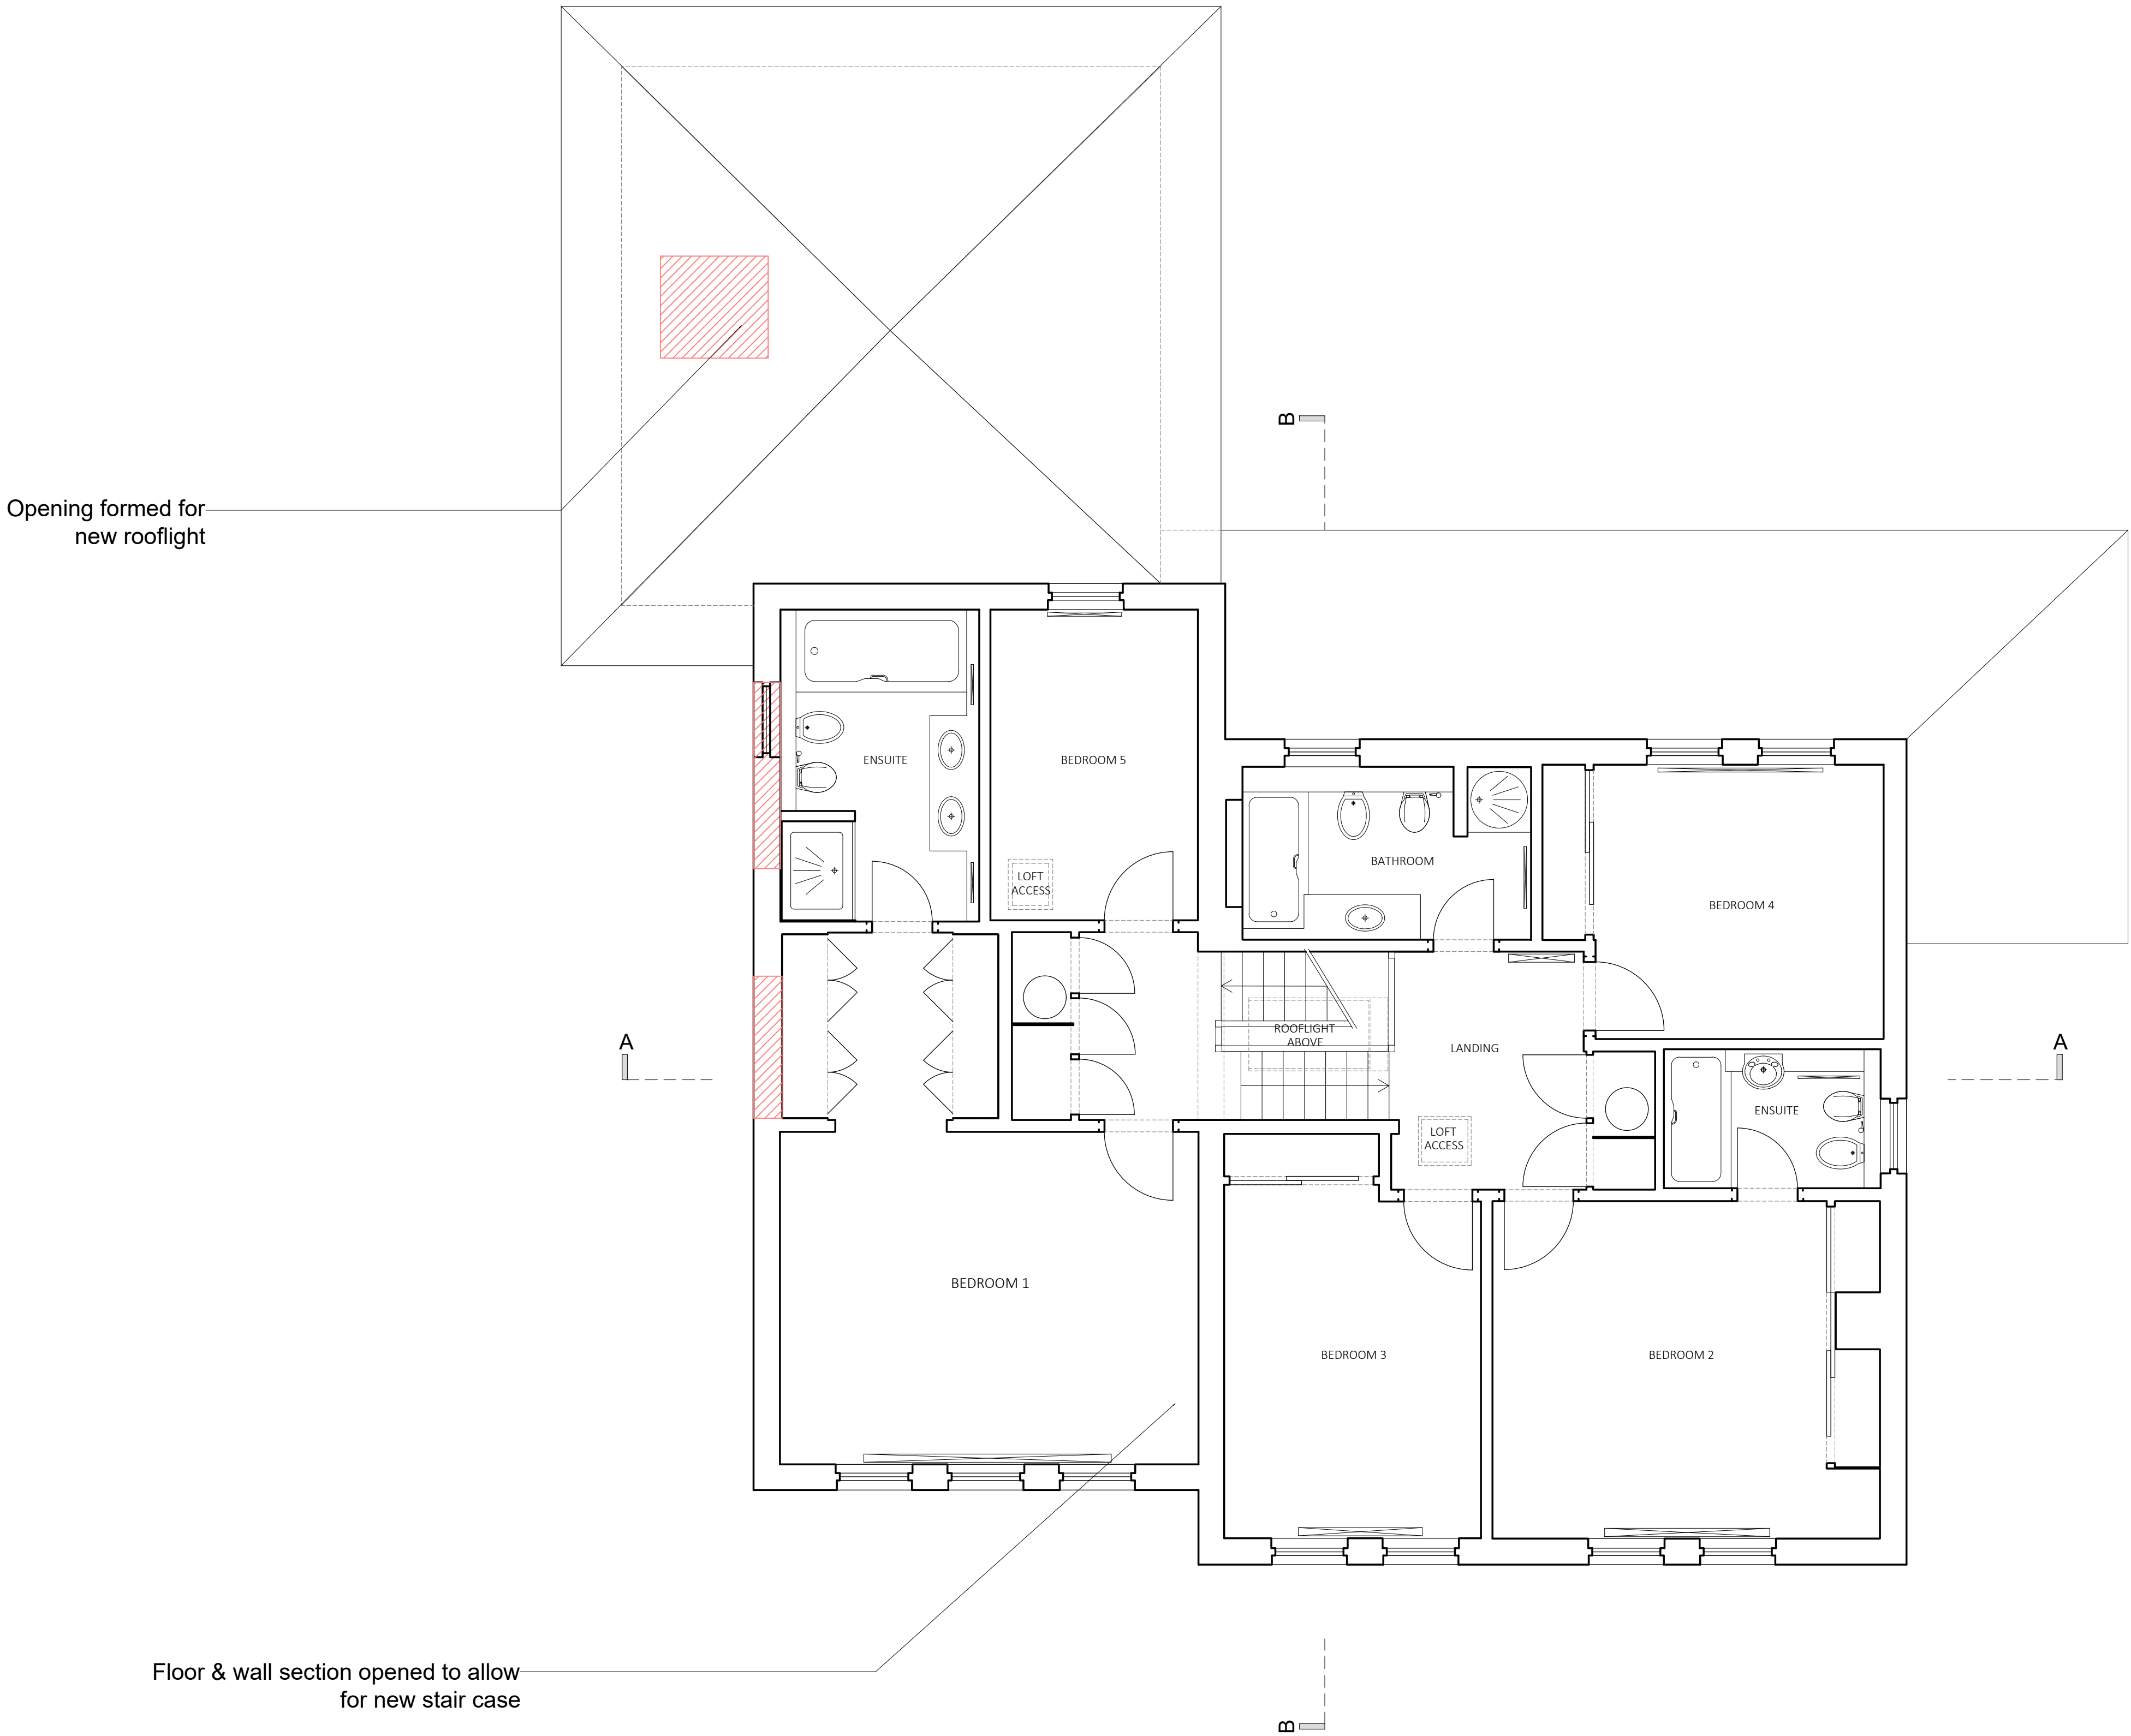 B
Opening formed for
new rooflight
ENSUITE
BEDROOM 5
BATHROOM
LOFT
ACCESS
BEDROOM 4
ROOFLIGHT
ABOVE
A
A
LANDING
ENSUITE
LOFT
ACCESS
BEDROOM 1
BEDROOM 3
BEDROOM 2
Floor & wall section opened to allow
for new stair case
B